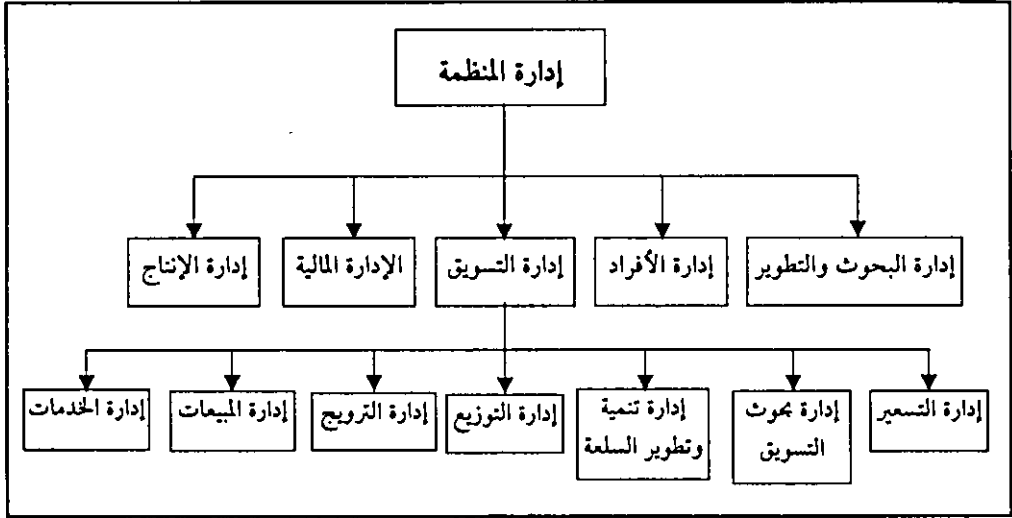 إدارة المنظمة
إدارة البحوث والتطوير
إدارة الأفراد
إدارة التسويق
الإدارة المالية
إدارة الإنتاج
إدارة التسعير
إدارة بحوث
التسويق
إدارة تنمية
وتطوير السلعة
إدارة التوزيع
إدارة الترويج
إدارة المبيعات
إدارة الخدمات